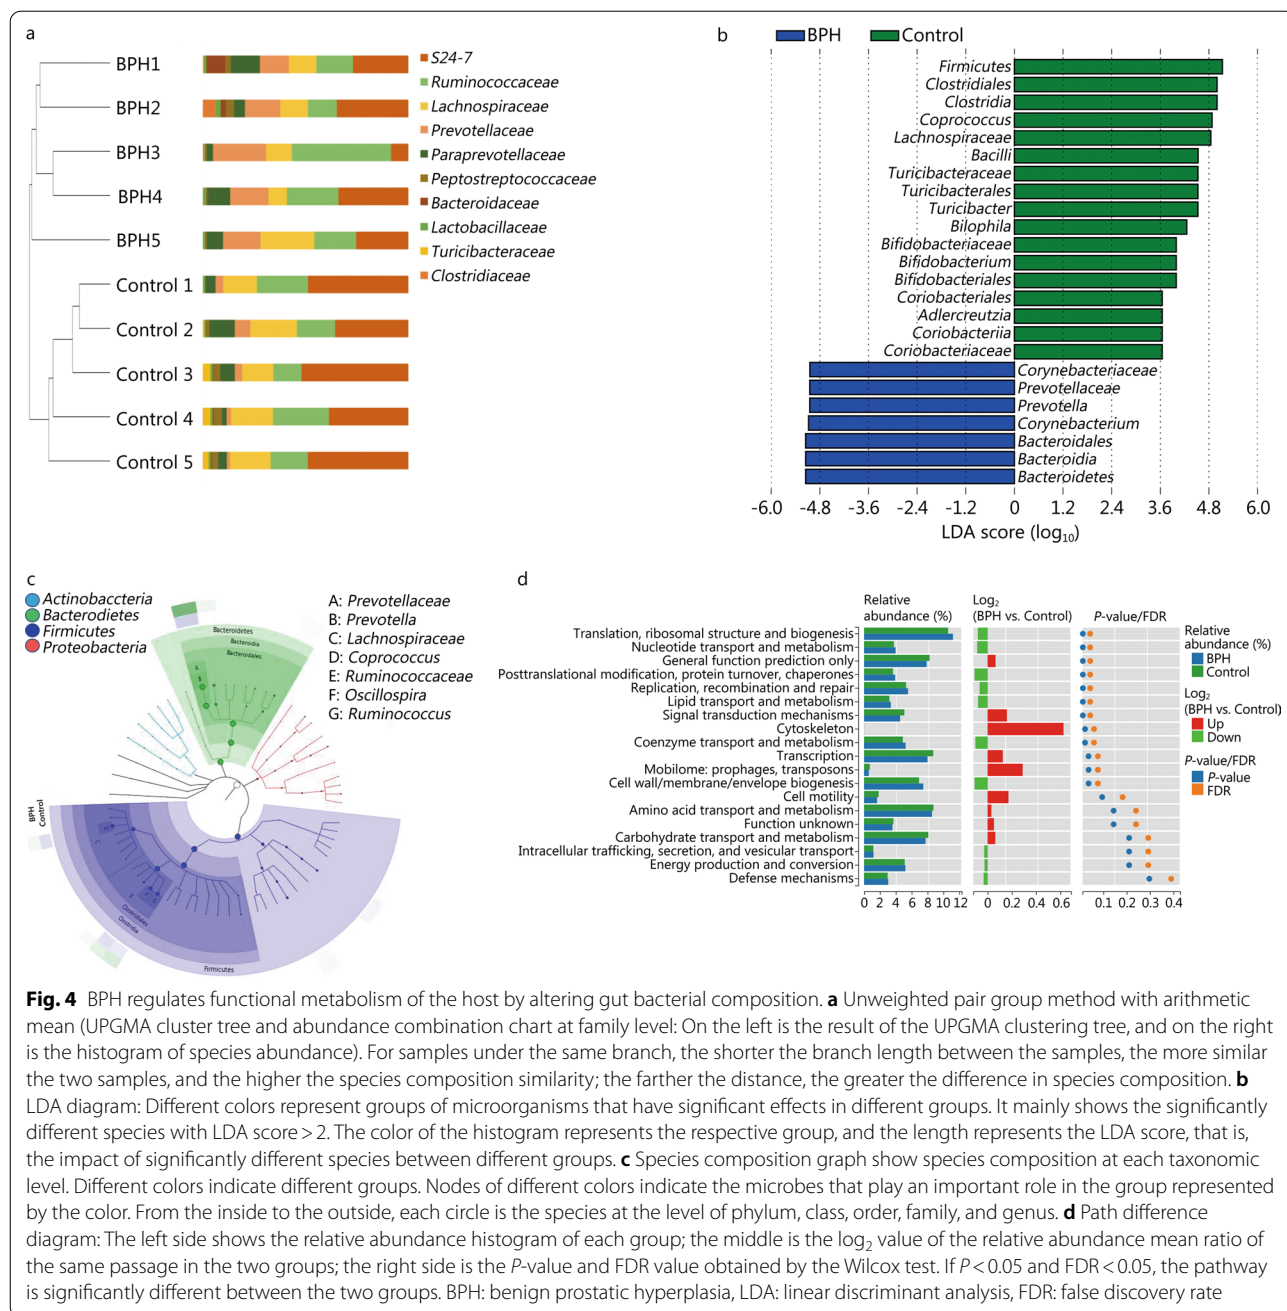 a
BPH1
BPH2
BPH3
BPH4
BPH5
Control 1
Control 2
Control 3
Control 4
Control 5
S24-7
Ruminococcaceae
Lachnospiraceae
Prevotellaceae
Paraprevotellaceae
Peptostreptococcaceae
Bacteroidaceae
Lactobacillaceae
Turicibacteraceae
Clostridiaceae
b
BPH Control
Firmicutes
Clostridiales
Clostridia
Coprococcus
Lachnospiraceae
Bacilli
Turicibacteraceae
Turicibacterales
Turicibacter
Bilophila
Bifidobacteriaceae
Bifidobacterium
Bifidobacteriales
Coriobacteriales
Adlercreutzia
Coriobacteriia
Coriobacteriaceae
Corynebacteriaceae
Prevotellaceae
Prevotella
Corynebacterium
Bacteroidales
Bacteroidia
Bacteroidetes
-6.0 -4.8 -3.6 -2.4 -1.2 0 1.2 2.4 3.6 4.8 6.0
LDA score (log10)
c
Actinobaccteria
Bacterodietes
Firmicutes
Proteobacteria
A: Prevotellaceae
B: Prevotella
C: Lachnospiraceae
D: Coprococcus
E: Ruminococcaceae
F: Oscillospira
G: Ruminococcus
Bacteroidetes
Bacteroidia
Bacteroidales
A
B
BPH
Control
Clostridiales
Clostridia
Firmicutes
d
Relative
abundance (%)
Log2
(BPH vs. Control)
P-value/FDR
Translation, ribosomal structure and biogenesis
Nucleotide transport and metabolism
General function prediction only
Posttranslational modification, protein turnover, chaperones
Replication, recombination and repair
Lipid transport and metabolism
Signal transduction mechanisms
Cytoskeleton
Coenzyme transport and metabolism
Transcription
Mobilome: prophages, transposons
Cell wall/membrane/envelope biogenesis
Cell motility
Amino acid transport and metabolism
Function unknown
Carbohydrate transport and metabolism
Intracellular trafficking, secretion, and vesicular transport
Energy production and conversion
Defense mechanisms
0 2 4 6 8 10 12
0 0.2 0.4 0.6
0.1 0.2 0.3 0.4
Relative
abundance (%)
BPH
Control
Log2
(BPH vs. Control)
Up
Down
P-value/FDR
P-value
FDR
Fig. 4 BPH regulates functional metabolism of the host by altering gut bacterial composition. a Unweighted pair group method with arithmetic
mean (UPGMA cluster tree and abundance combination chart at family level: On the left is the result of the UPGMA clustering tree, and on the right
is the histogram of species abundance). For samples under the same branch, the shorter the branch length between the samples, the more similar
the two samples, and the higher the species composition similarity; the farther the distance, the greater the difference in species composition. b
LDA diagram: Different colors represent groups of microorganisms that have significant effects in different groups. It mainly shows the significantly
different species with LDA score > 2. The color of the histogram represents the respective group, and the length represents the LDA score, that is,
the impact of significantly different species between different groups. c Species composition graph show species composition at each taxonomic
level. Different colors indicate different groups. Nodes of different colors indicate the microbes that play an important role in the group represented
by the color. From the inside to the outside, each circle is the species at the level of phylum, class, order, family, and genus. d Path difference
diagram: The left side shows the relative abundance histogram of each group; the middle is the log2 value of the relative abundance mean ratio of
the same passage in the two groups; the right side is the P-value and FDR value obtained by the Wilcox test. If P < 0.05 and FDR < 0.05, the pathway
is significantly different between the two groups. BPH: benign prostatic hyperplasia, LDA: linear discriminant analysis, FDR: false discovery rate